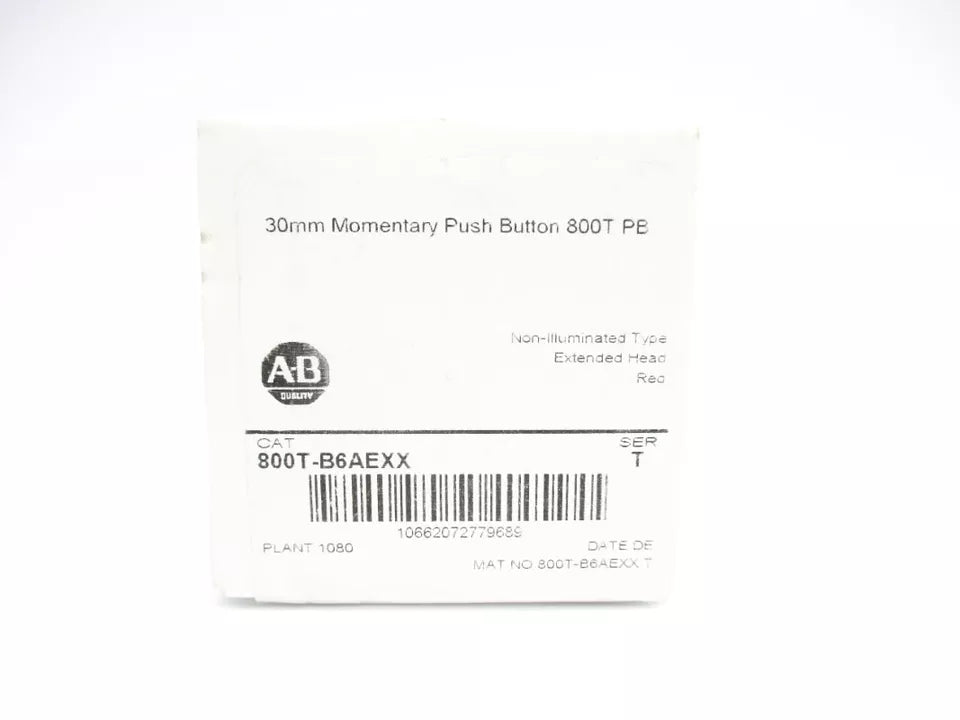 30mm Momentary Push Button 800T PB
Non-Illuminated Type
Extended Head
Red
A-B
QUALITY
CAT
SER
800T-B6AEXX
T
10662072779689
PLANT 1080
DATE DE
MAT NO 800T-B6AEXX T